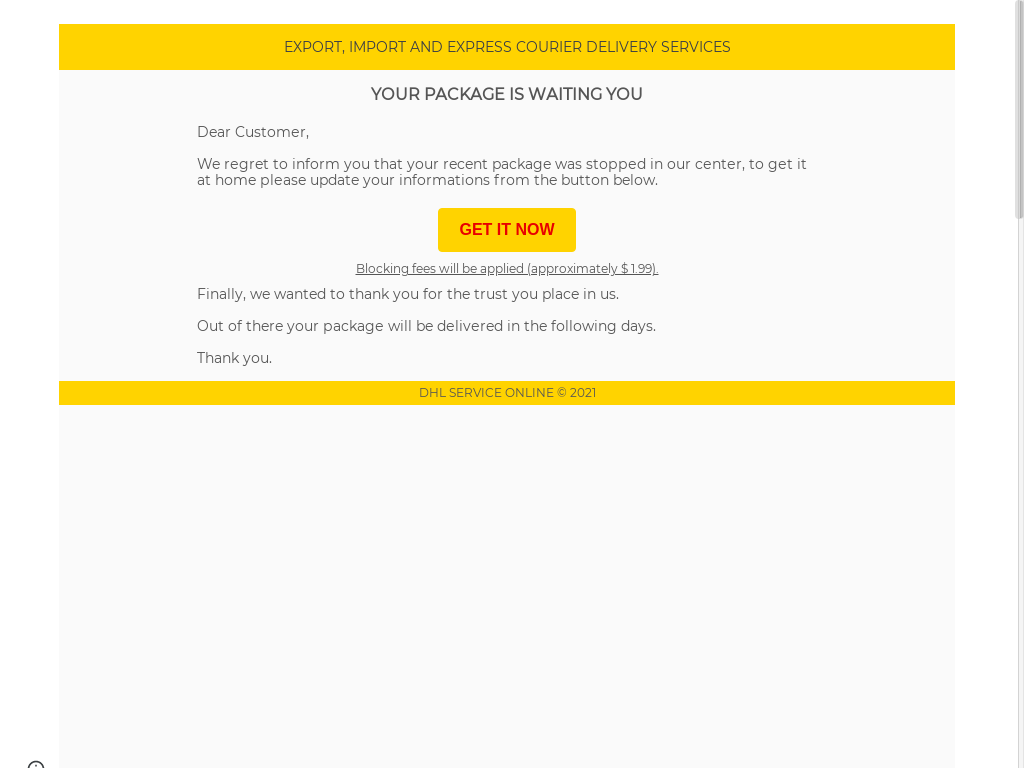 EXPORT, IMPORT AND EXPRESS COURIER DELIVERY SERVICES
YOUR PACKAGE IS WAITING YOU
Dear Customer,
We regret to inform you that your recent package was stopped in our center, to get it
at home please update your informations from the button below.
GET IT NOW
Blocking fees will be applied (approximately $ 1.99).
Finally, we wanted to thank you for the trust you place in us.
Out of there your package will be delivered in the following days.
Thank you.
DHL SERVICE ONLINE © 2021